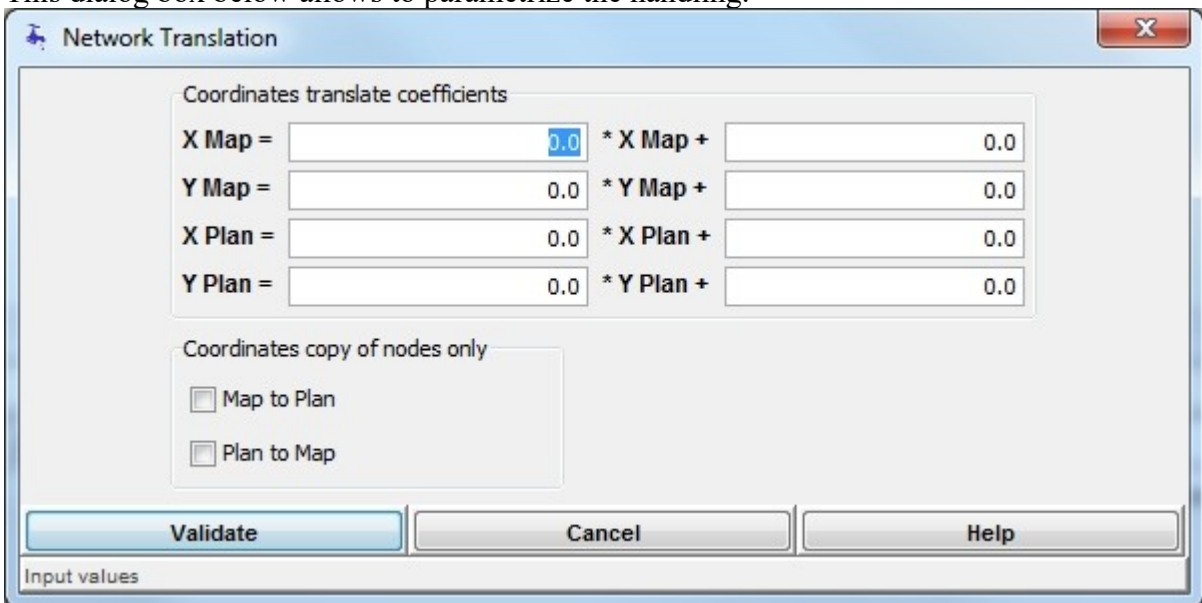 This dialog box below allows to parametrize the handling.
Network Translation
Coordinates translate coefficients
X Map = 0.0 * X Map + 0.0
Y Map = 0.0 * Y Map + 0.0
X Plan = 0.0 * X Plan + 0.0
Y Plan = 0.0 * Y Plan + 0.0
Coordinates copy of nodes only
Map to Plan
Plan to Map
Validate Cancel Help
Input values